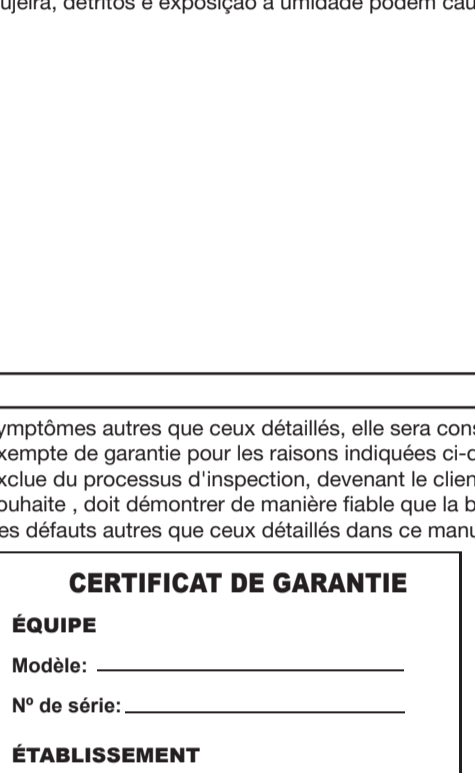 ujeira, detritos e exposição à umidade podem cau
ymptômes autres que ceux détaillés, elle sera cons
xempte de garantie pour les raisons indiquées ci-d
xclue du processus d'inspection, devenant le clien
ouhaite , doit démontrer de manière fiable que la b
es défauts autres que ceux détaillés dans ce manu
CERTIFICAT DE GARANTIE
ÉQUIPE
Modèle:
Nº de série:
ÉTABLISSEMENT